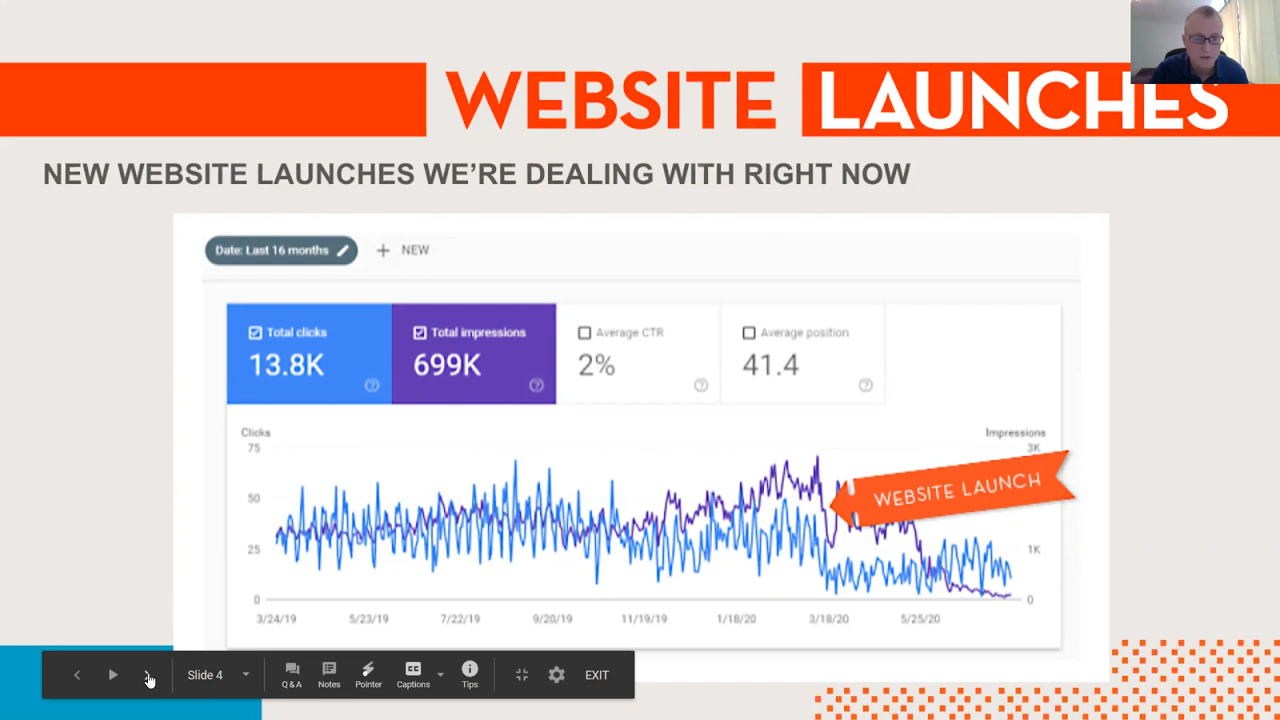 WEBSITE LAUNCHES
NEW WEBSITE LAUNCHES WE'RE DEALING WITH RIGHT NOW
Date: Last 16 months
+ NEW
Total clicks
13.8K
Total impressions
699K
Average CTR
2%
Average position
41.4
Clicks
Impressions
75
50
25
0
3K
1K
0
WEBSITE LAUNCH
3/24/19 5/23/19 7/22/19 9/20/19 11/19/19 1/18/20 3/18/20 5/25/20
Slide 4
Q & A
Notes
Pointer
CC
Captions
Tips
EXIT